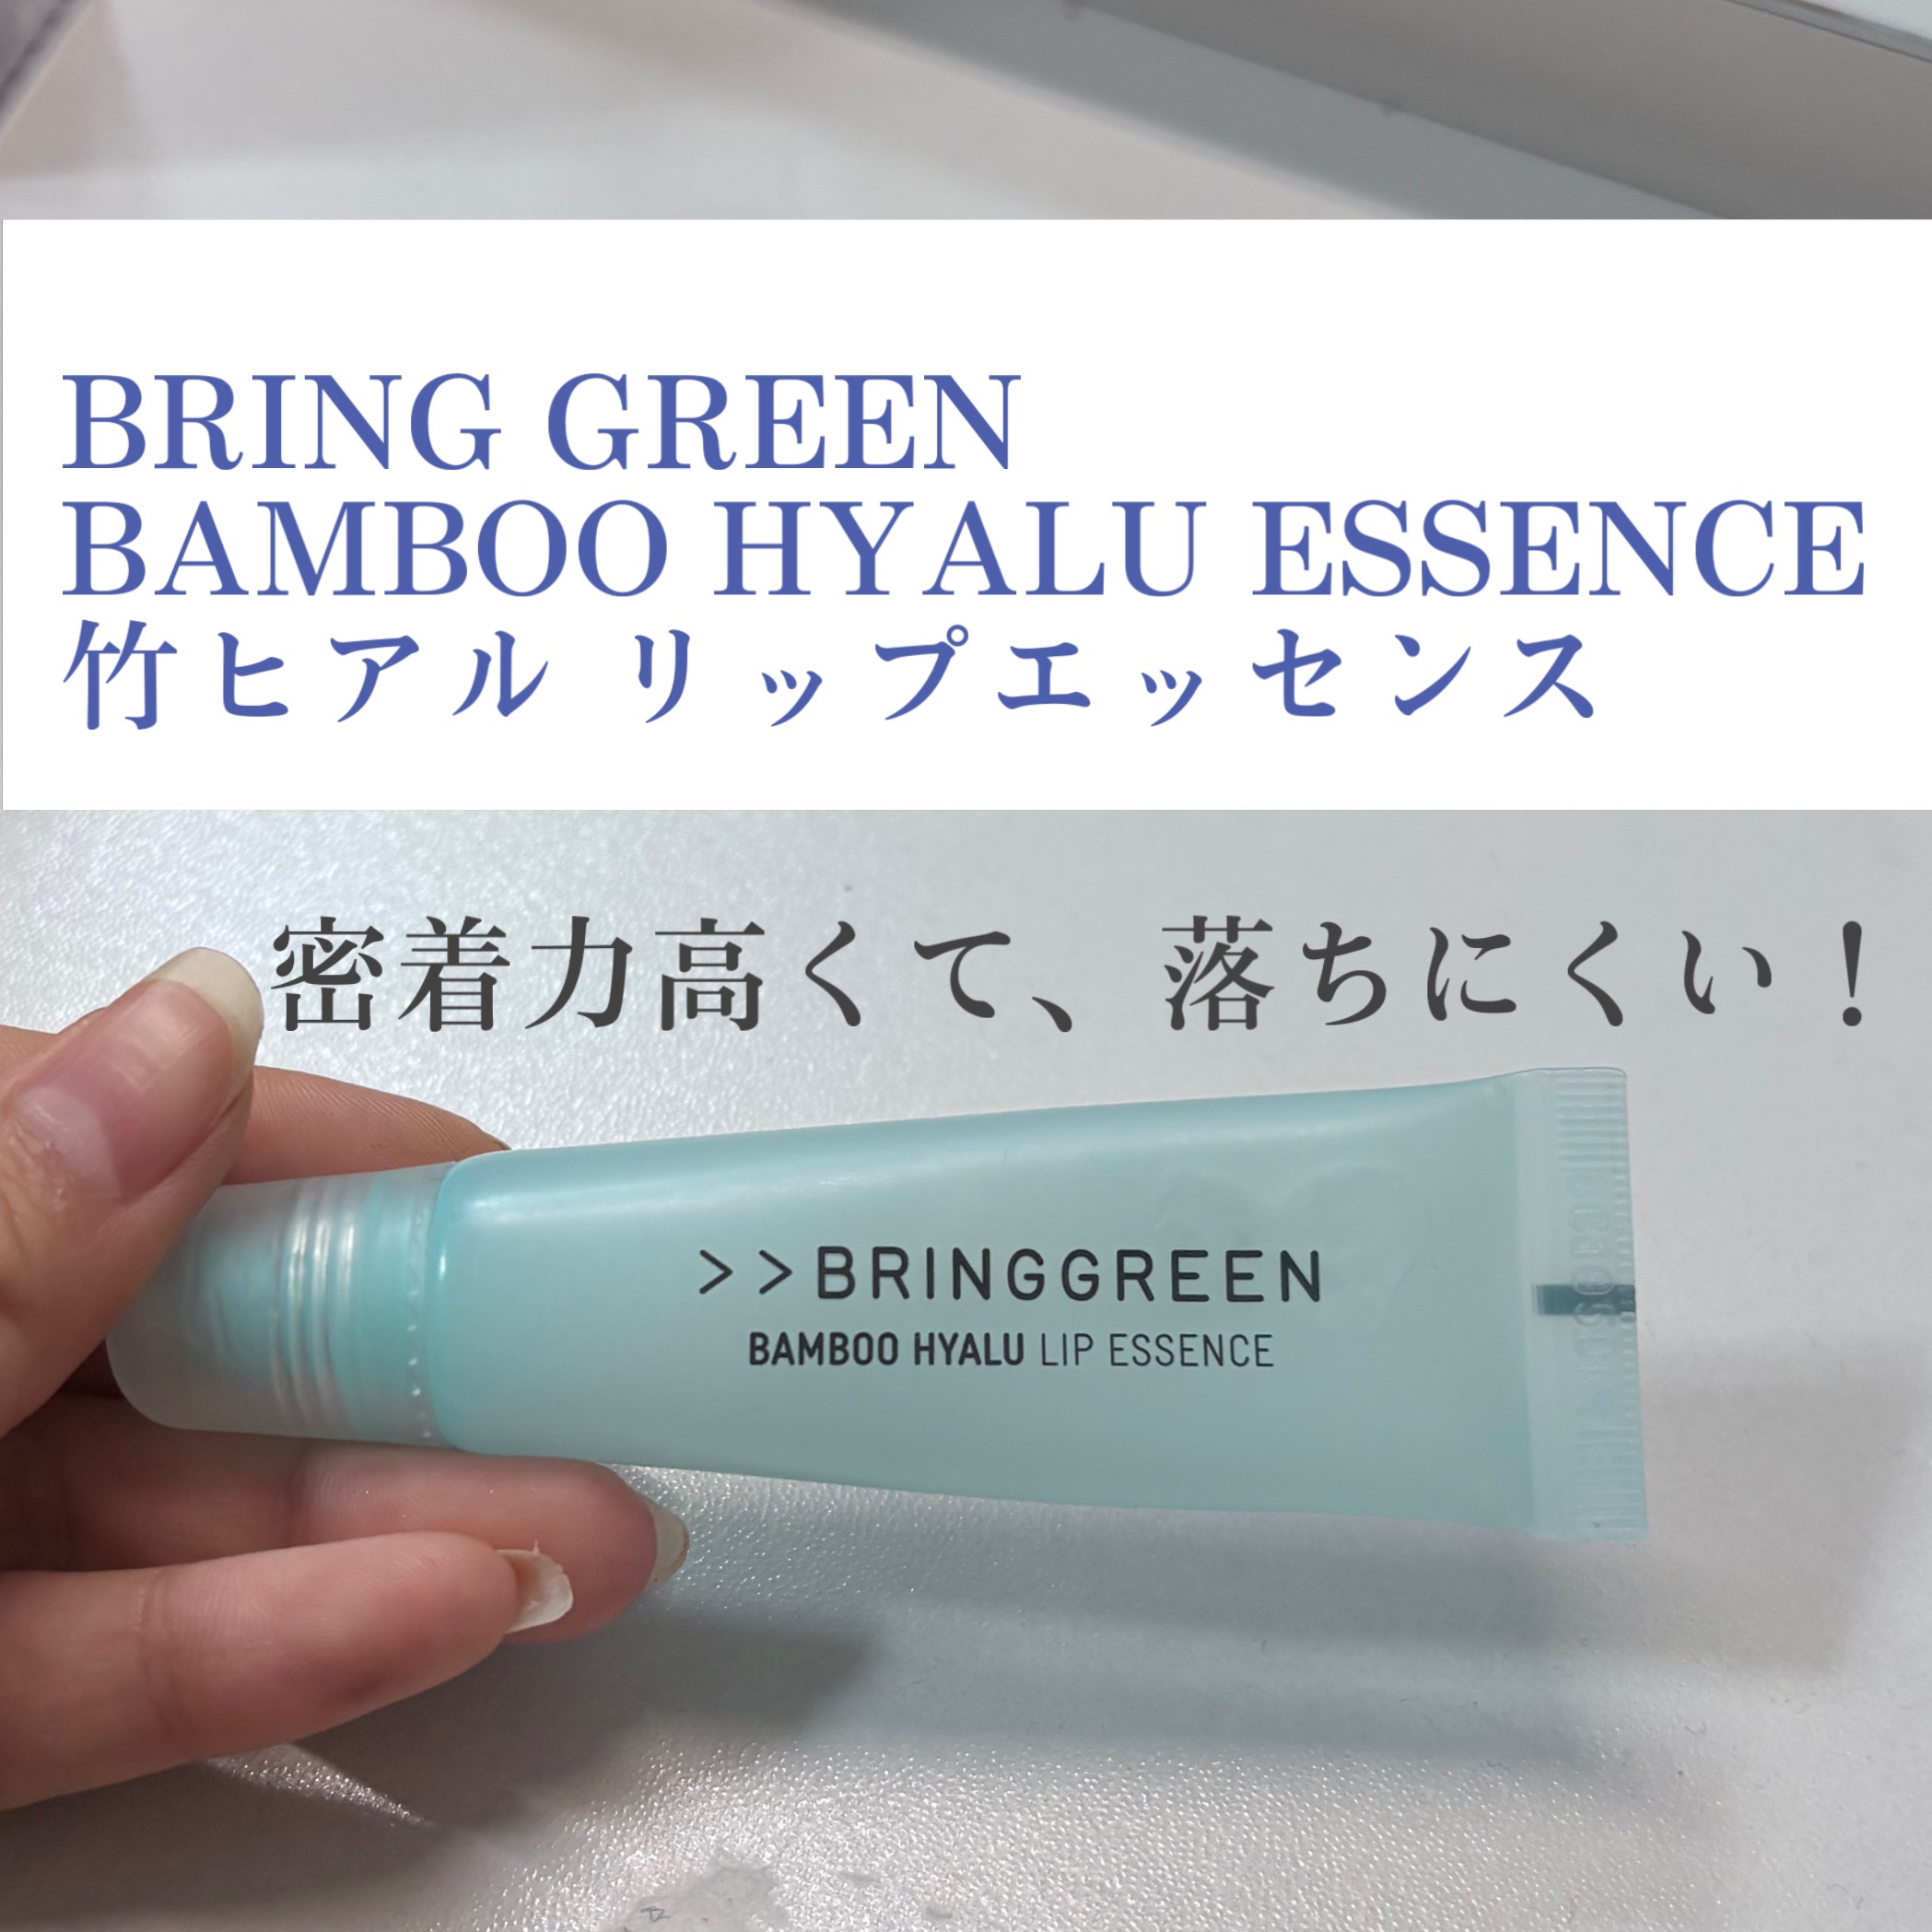 BRING GREEN
BAMBOO HYALU ESSENCE
竹ヒアル リップエッセンス
密着力高くて、落ちにくい！
>>BRINGGREEN
BAMBOO HYALU LIP ESSENCE